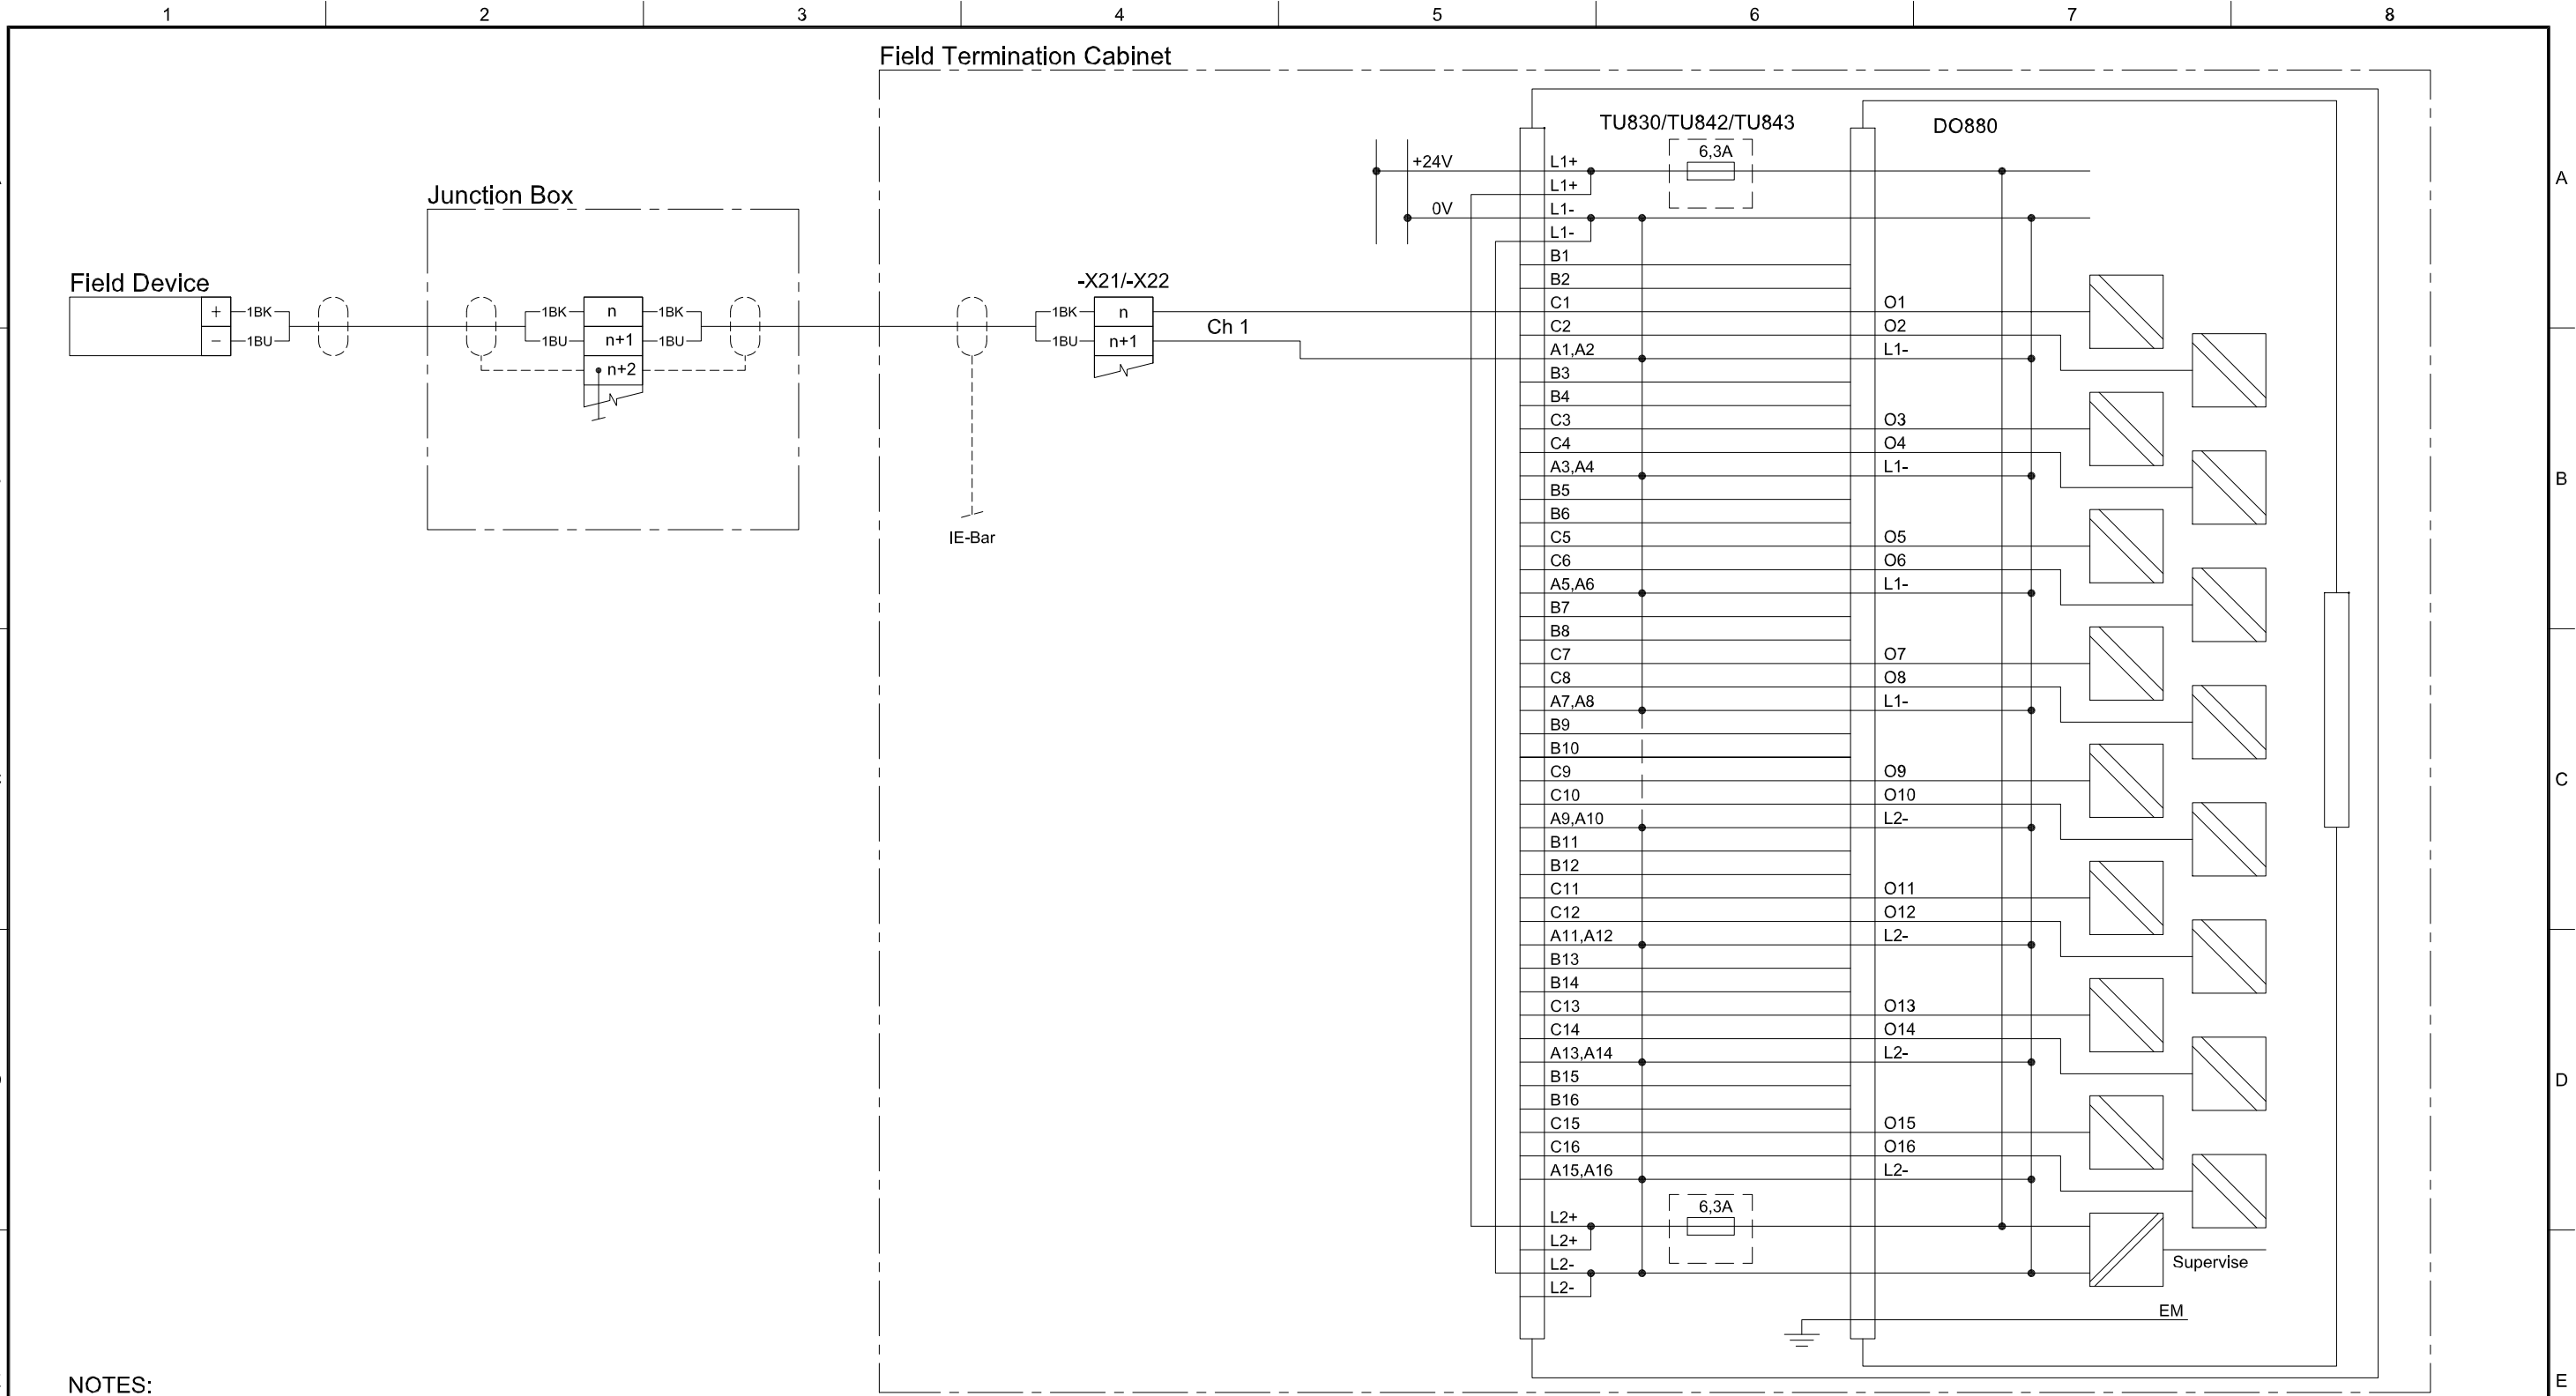 1 2 3 4 5 6 7 8
Field Termination Cabinet
TU830/TU842/TU843
DO880
6,3A
+24V
L1+
L1+
0V
L1-
L1-
A
Junction Box
Field Device
+ 1BK
− 1BU
1BK n 1BK
1BU n+1 1BU
n+2
-X21/-X22
1BK n
1BU n+1
Ch 1
IE-Bar
B1
B2
C1 O1
C2 O2
A1,A2 L1-
B3
B4
C3 O3
C4 O4
A3,A4 L1-
B
B5
B6
C5 O5
C6 O6
A5,A6 L1-
B7
B8
C7 O7
C8 O8
A7,A8 L1-
B9
B10
C9 O9
C
C10 O10
A9,A10 L2-
B11
B12
C11 O11
C12 O12
A11,A12 L2-
B13
B14
C13 O13
C14 O14
A13,A14 L2-
B15
D
B16
C15 O15
C16 O16
A15,A16 L2-
6,3A
L2+
L2+
L2-
L2-
Supervise
EM
NOTES:
E